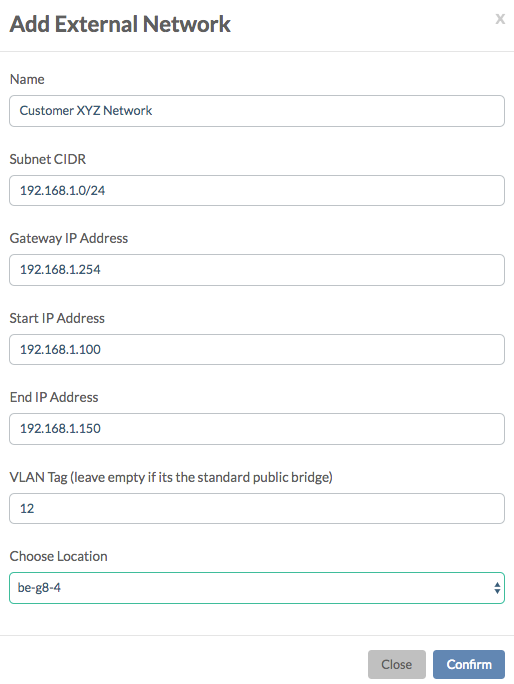 Add External Network
x
Name
Customer XYZ Network
Subnet CIDR
192.168.1.0/24
Gateway IP Address
192.168.1.254
Start IP Address
192.168.1.100
End IP Address
192.168.1.150
VLAN Tag (leave empty if its the standard public bridge)
12
Choose Location
be-g8-4
Close Confirm